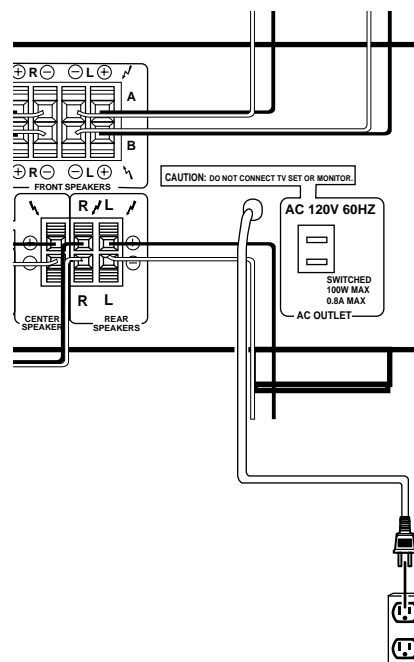 ⊕ R ⊖ ⊖ L ⊕
A
B
⊕ R ⊖ ⊖ L ⊕
FRONT SPEAKERS
CAUTION: DO NOT CONNECT TV SET OR MONITOR.
R L
AC 120V 60HZ
⊕ ⊕
⊖ ⊖
SWITCHED
100W MAX
0.8A MAX
R L
AC OUTLET
CENTER
SPEAKER
REAR
SPEAKERS